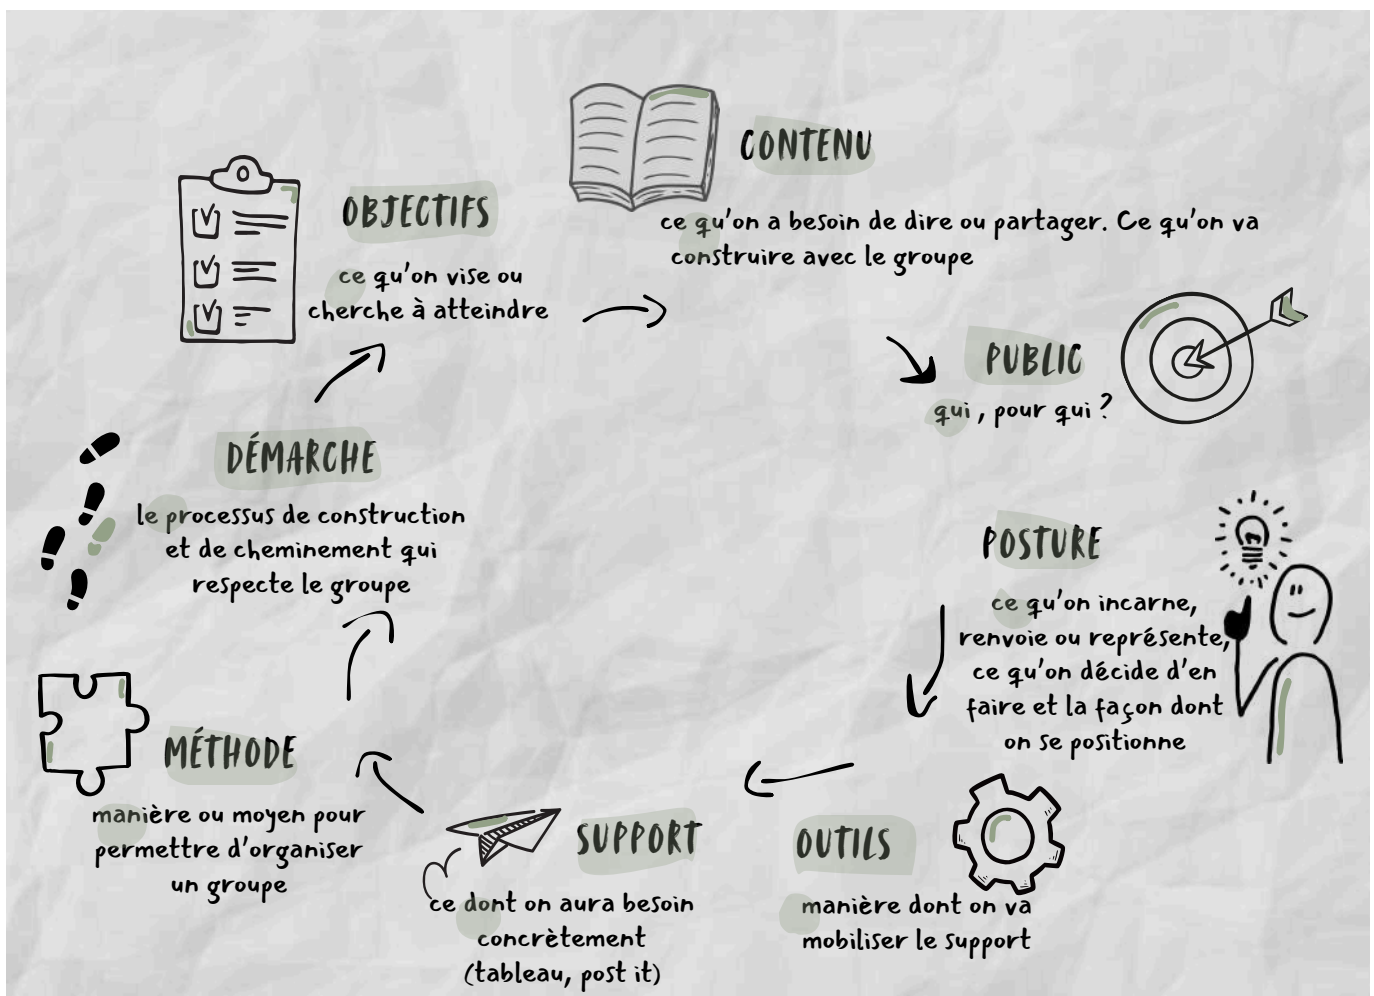 CONTENU
ce qu'on a besoin de dire ou partager. Ce qu'on va
construire avec le groupe
OBJECTIFS
ce qu'on vise ou
cherche à atteindre
PUBLIC
qui , pour qui ?
DÉMARCHE
le processus de construction
et de cheminement qui
respecte le groupe
POSTURE
ce qu'on incarne,
renvoie ou représente,
ce qu'on décide d'en
faire et la façon dont
on se positionne
MÉTHODE
manière ou moyen pour
permettre d'organiser
un groupe
SUPPORT
ce dont on aura besoin
concrètement
(tableau, post it)
OUTILS
manière dont on va
mobiliser le support